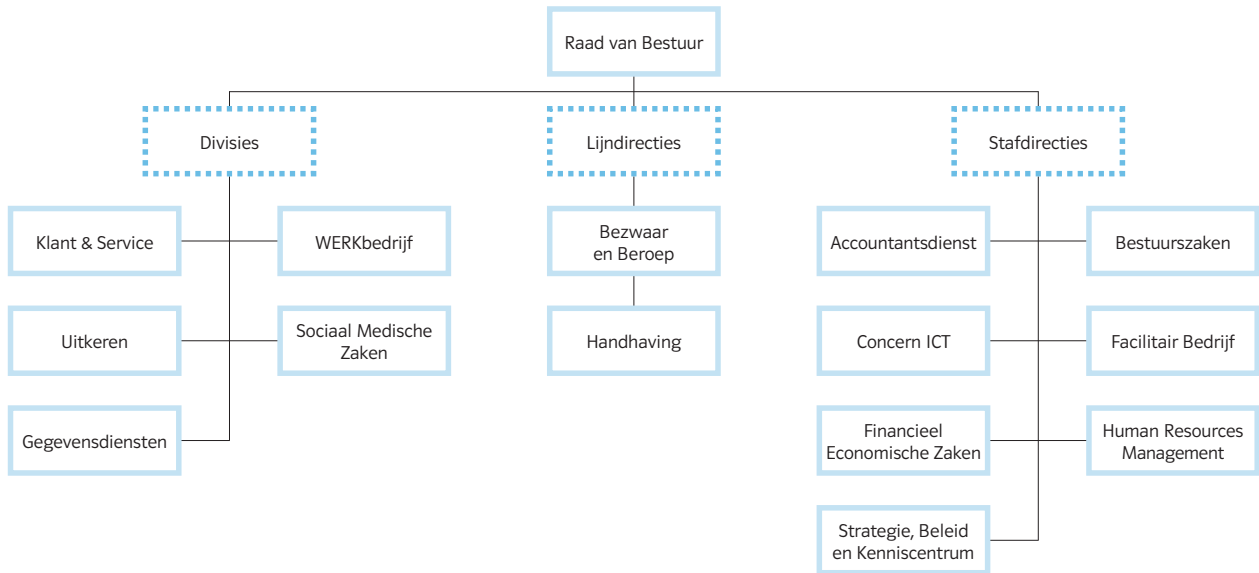 Raad van Bestuur
Divisies
Lijndirecties
Stafdirecties
Klant & Service
WERKbedrijf
Bezwaar
en Beroep
Accountantsdienst
Bestuurszaken
Uitkeren
Sociaal Medische
Zaken
Handhaving
Concern ICT
Facilitair Bedrijf
Gegevensdiensten
Financieel
Economische Zaken
Human Resources
Management
Strategie, Beleid
en Kenniscentrum